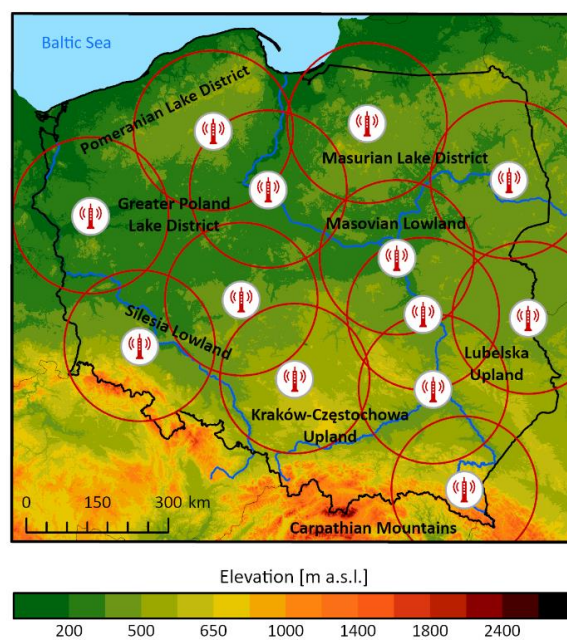 Baltic Sea
Pomeranian Lake District
Masurian Lake District
Greater Poland
Lake District
Masovian Lowland
Silesia Lowland
Lubelska
Upland
Kraków-Częstochowa
Upland
0 150 300 km
Carpathian Mountains
Elevation [m a.s.l.]
200 500 650 1000 1400 1800 2400